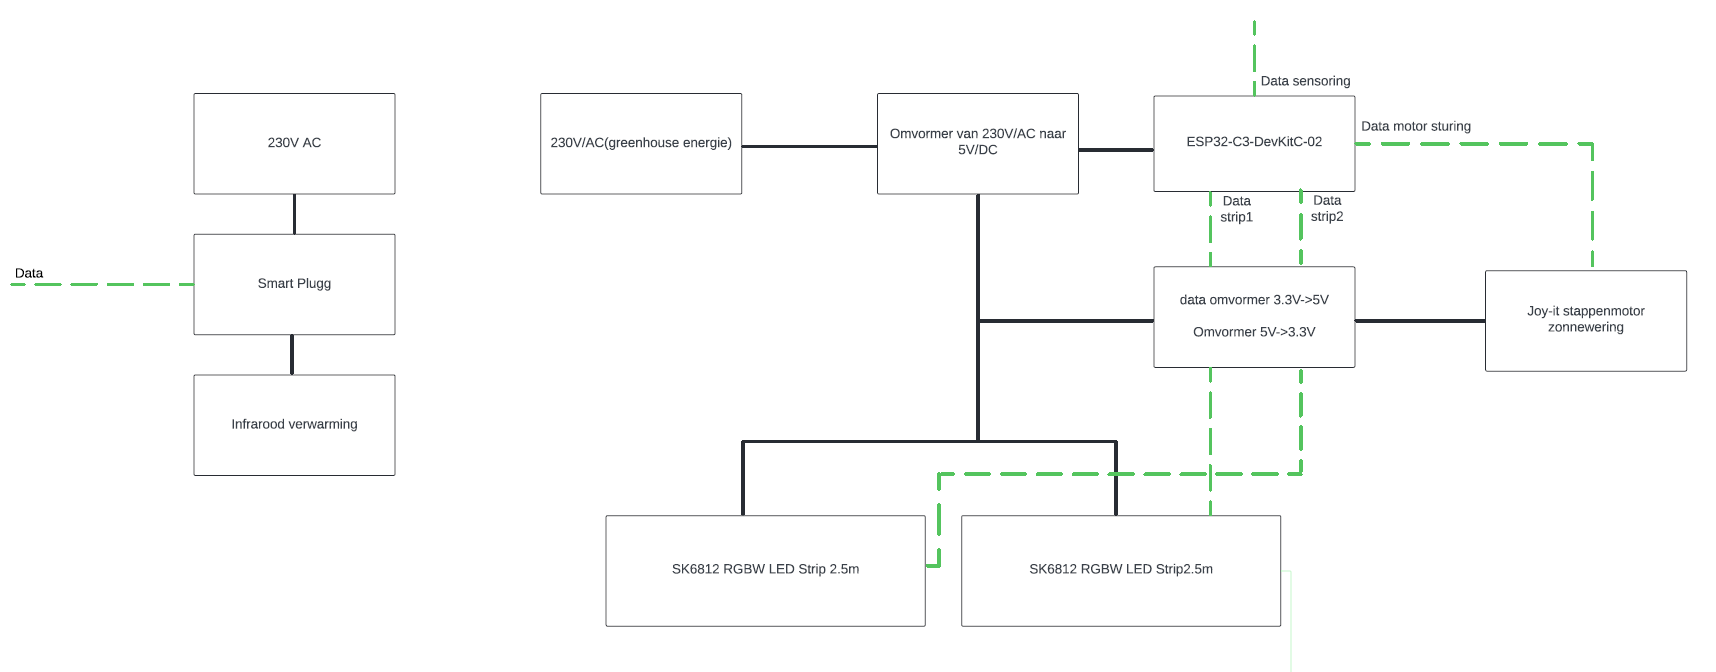 Data sensoring
230V AC
230V/AC(greenhouse energie)
Omvormer van 230V/AC naar
5V/DC
ESP32-C3-DevKitC-02
Data motor sturing
Data
strip1
Data
strip2
Data
Smart Plugg
data omvormer 3.3V->5V
Omvormer 5V->3.3V
Joy-it stappenmotor
zonnewering
Infrarood verwarming
SK6812 RGBW LED Strip 2.5m
SK6812 RGBW LED Strip2.5m